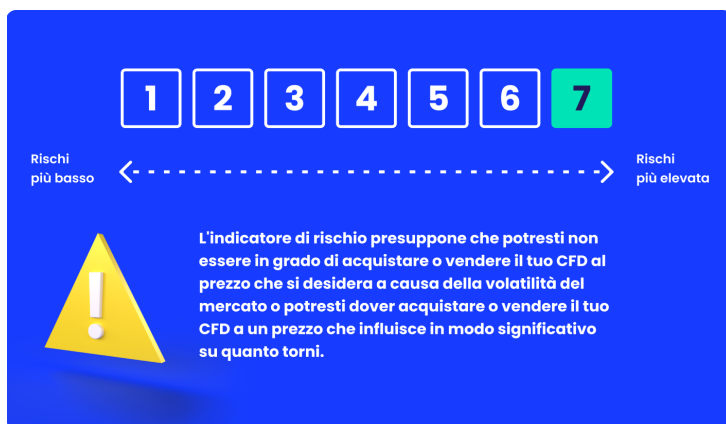 1 2 3 4 5 6 7
Rischi
più basso
Rischi
più elevata
L'indicatore di rischio presuppone che potresti non
essere in grado di acquistare o vendere il tuo CFD al
prezzo che si desidera a causa della volatilità del
mercato o potresti dover acquistare o vendere il tuo
CFD a un prezzo che influisce in modo significativo
su quanto torni.